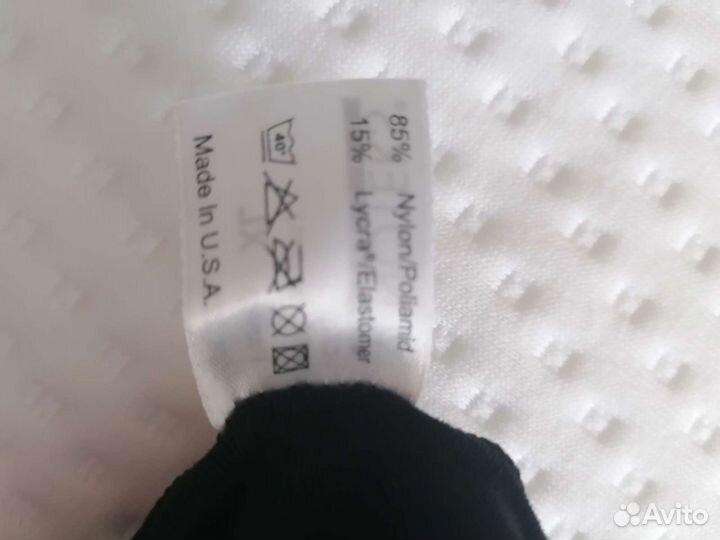 85% Nylon/Poliamid
15% Lycra®/Elastomer
40°
Made In U.S.A.
Avito